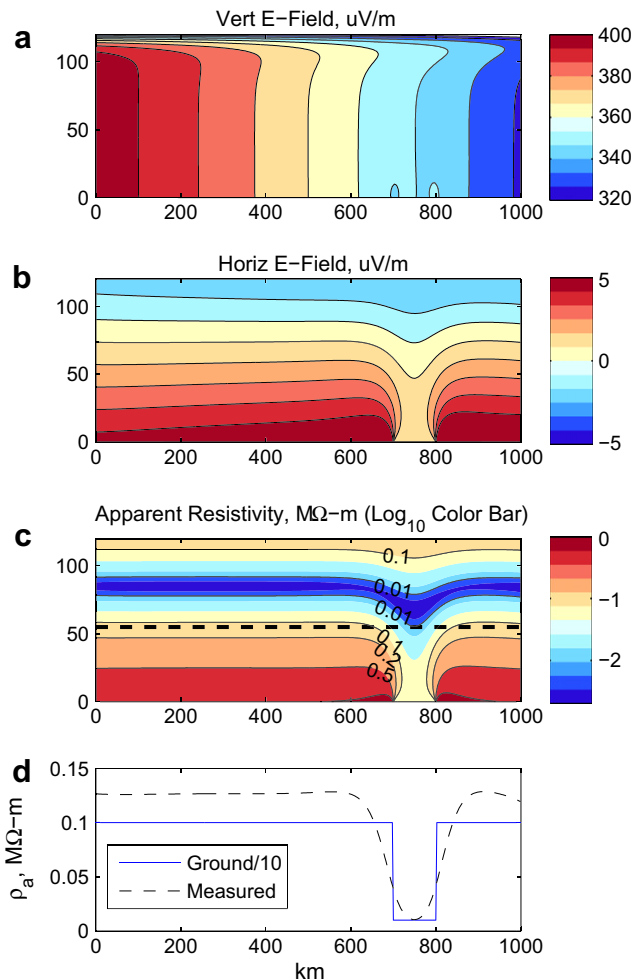 a
Vert E−Field, uV/m
100
50
0
0 200 400 600 800 1000
400
380
360
340
320
b
Horiz E−Field, uV/m
100
50
0
0 200 400 600 800 1000
5
0
−5
c
Apparent Resistivity, MΩ−m (Log10 Color Bar)
100
50
0
0.1
0.01
0.01
0.1
0.2
0.5
0 200 400 600 800 1000
0
−1
−2
d
ρa, MΩ−m
0.15
0.1
0.05
0
Ground/10
Measured
0 200 400 600 800 1000
km